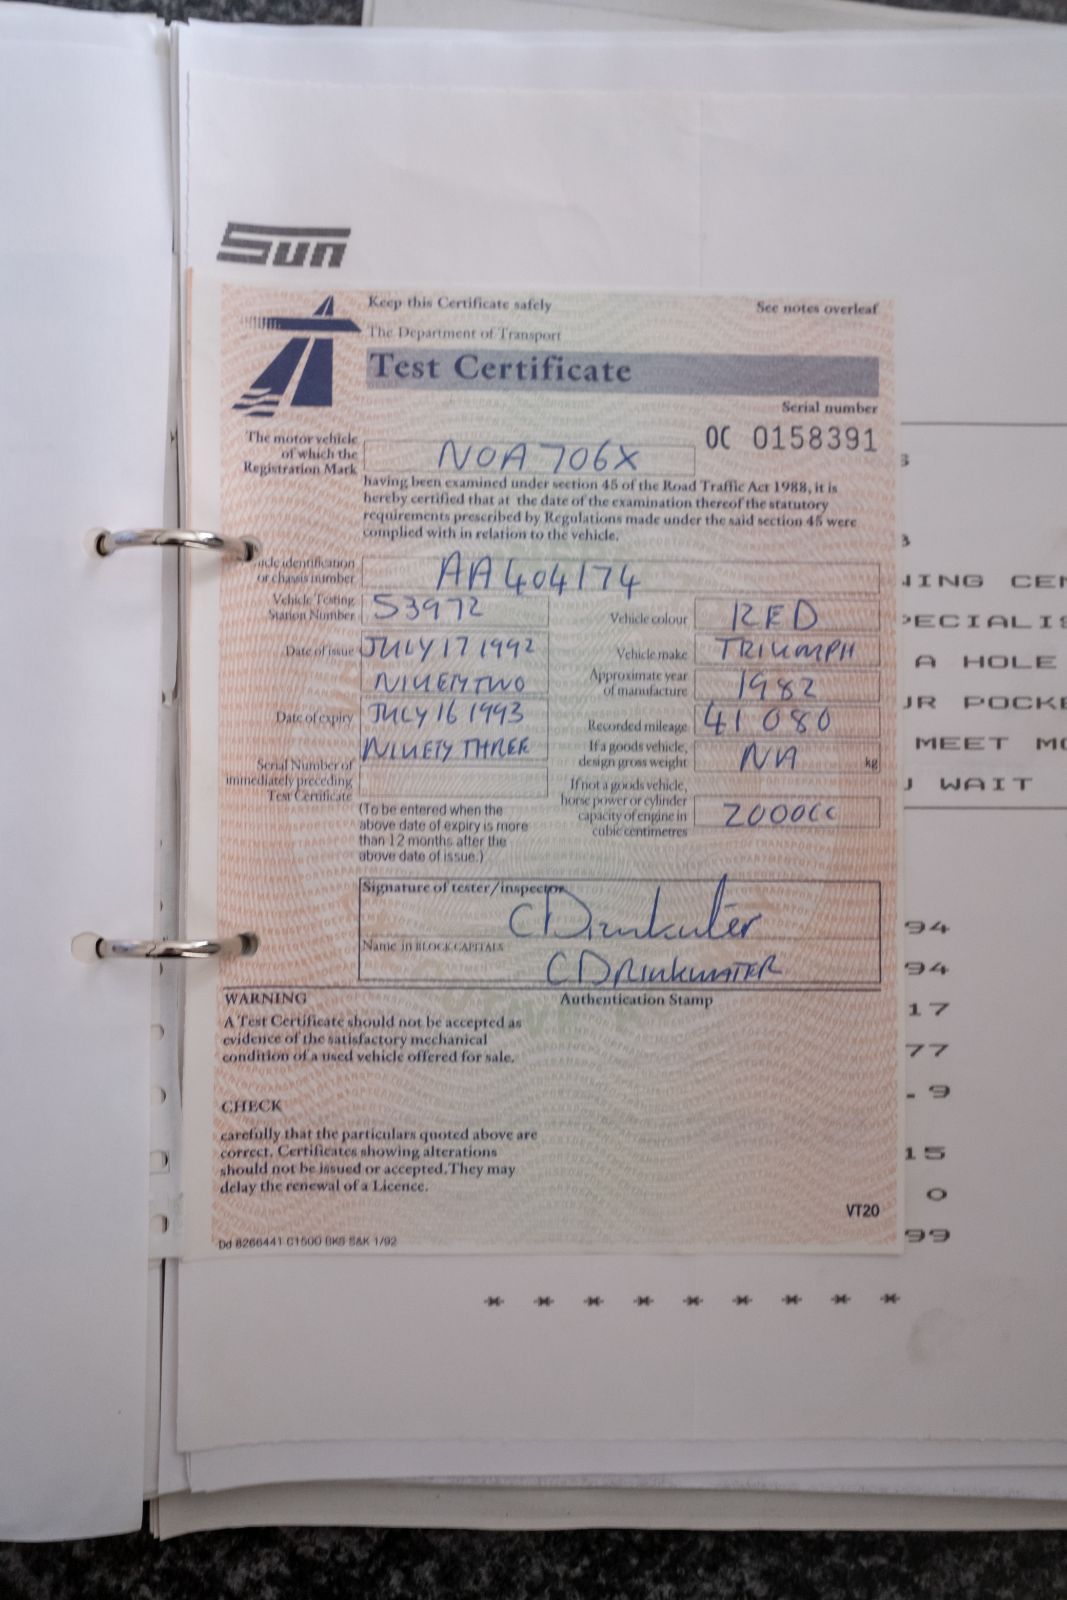 Sun
Keep this Certificate safely
See notes overleaf
The Department of Transport
Test Certificate
Serial number
OC 0158391
The motor vehicle
of which the
Registration Mark
NOA 706X
having been examined under section 45 of the Road Traffic Act 1988, it is
hereby certified that at the date of the examination thereof the statutory
requirements prescribed by Regulations made under the said section 45 were
complied with in relation to the vehicle.
identification
or chassis number
AA404174
Vehicle Testing
Station Number
53972
Vehicle colour
RED
Date of issue
JULY 17 1992
NINETY TWO
Vehicle make
TRIUMPH
Approximate year
of manufacture
1982
Date of expiry
JULY 16 1993
NINETY THREE
Recorded mileage
41080
If a goods vehicle,
design gross weight
NA
kg
Serial Number of
immediately preceding
Test Certificate
(To be entered when the
above date of expiry is more
than 12 months after the
above date of issue.)
If not a goods vehicle,
horse power or cylinder
capacity of engine in
cubic centimetres
2000cc
Signature of tester/inspector
C Drinkwater
Name in BLOCK CAPITALS
C DRINKWATER
WARNING
A Test Certificate should not be accepted as
evidence of the satisfactory mechanical
condition of a used vehicle offered for sale.
Authentication Stamp
CHECK
carefully that the particulars quoted above are
correct. Certificates showing alterations
should not be issued or accepted. They may
delay the renewal of a Licence.
VT20
Dd 8266441 C1500 BKS S&K 1/92
A HOLE
MEET
WAIT
94
94
17
77
.9
15
0
99
* * * * * * * * *